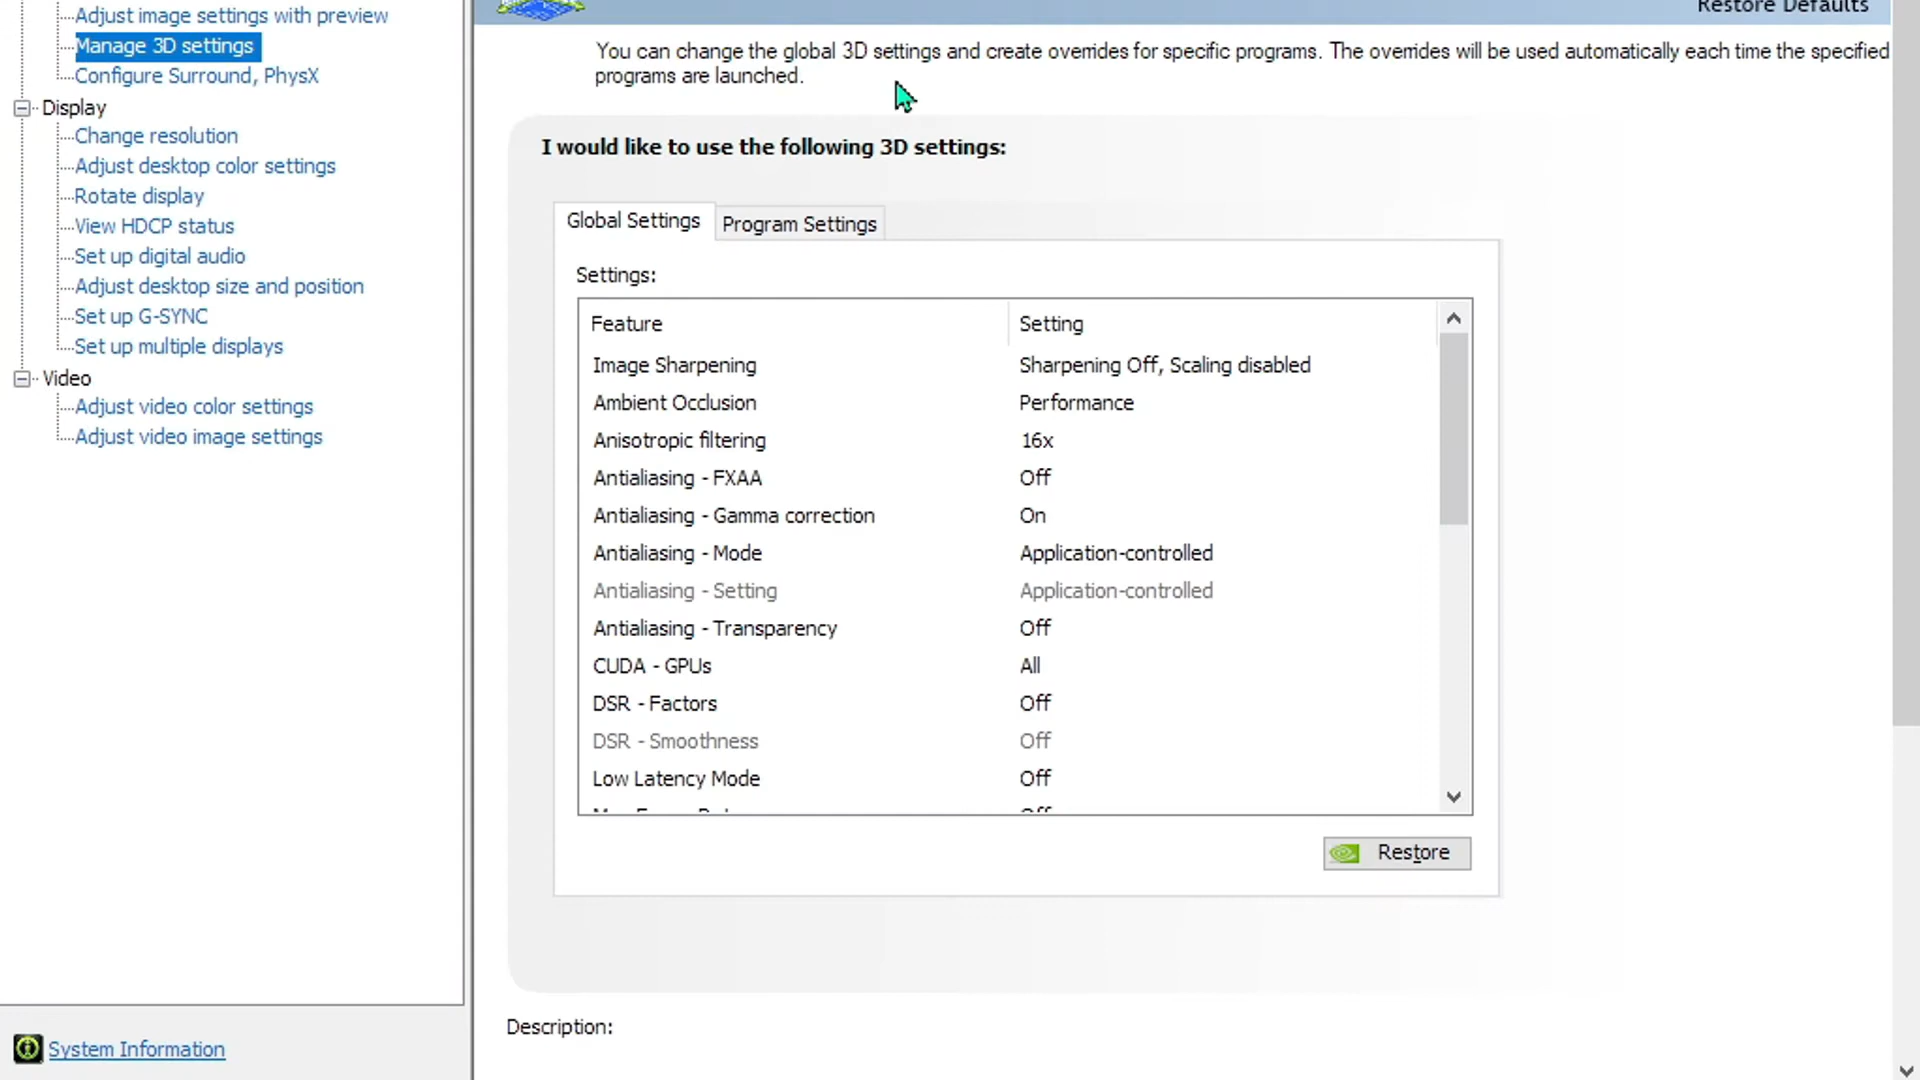 Adjust image settings with preview
Manage 3D settings
Configure Surround, PhysX
Display
Change resolution
Adjust desktop color settings
Rotate display
View HDCP status
Set up digital audio
Adjust desktop size and position
Set up G-SYNC
Set up multiple displays
Video
Adjust video color settings
Adjust video image settings
System Information
Restore Defaults
You can change the global 3D settings and create overrides for specific programs. The overrides will be used automatically each time the specified
programs are launched.
I would like to use the following 3D settings:
Global Settings Program Settings
Settings:
Feature Setting
Image Sharpening Sharpening Off, Scaling disabled
Ambient Occlusion Performance
Anisotropic filtering 16x
Antialiasing - FXAA Off
Antialiasing - Gamma correction On
Antialiasing - Mode Application-controlled
Antialiasing - Setting Application-controlled
Antialiasing - Transparency Off
CUDA - GPUs All
DSR - Factors Off
DSR - Smoothness Off
Low Latency Mode Off
Restore
Description: